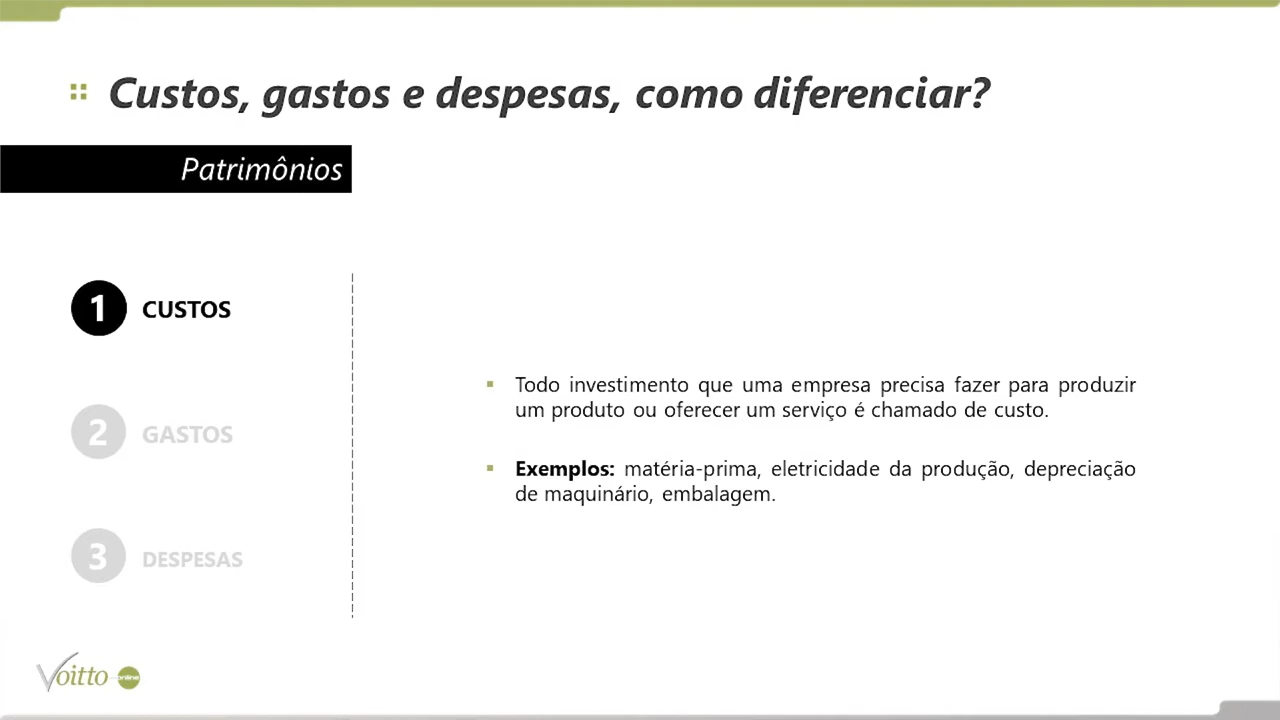 Custos, gastos e despesas, como diferenciar?
Patrimônios
1 CUSTOS
2 GASTOS
3 DESPESAS
Todo investimento que uma empresa precisa fazer para produzir
um produto ou oferecer um serviço é chamado de custo.
Exemplos: matéria-prima, eletricidade da produção, depreciação
de maquinário, embalagem.
Voitto online